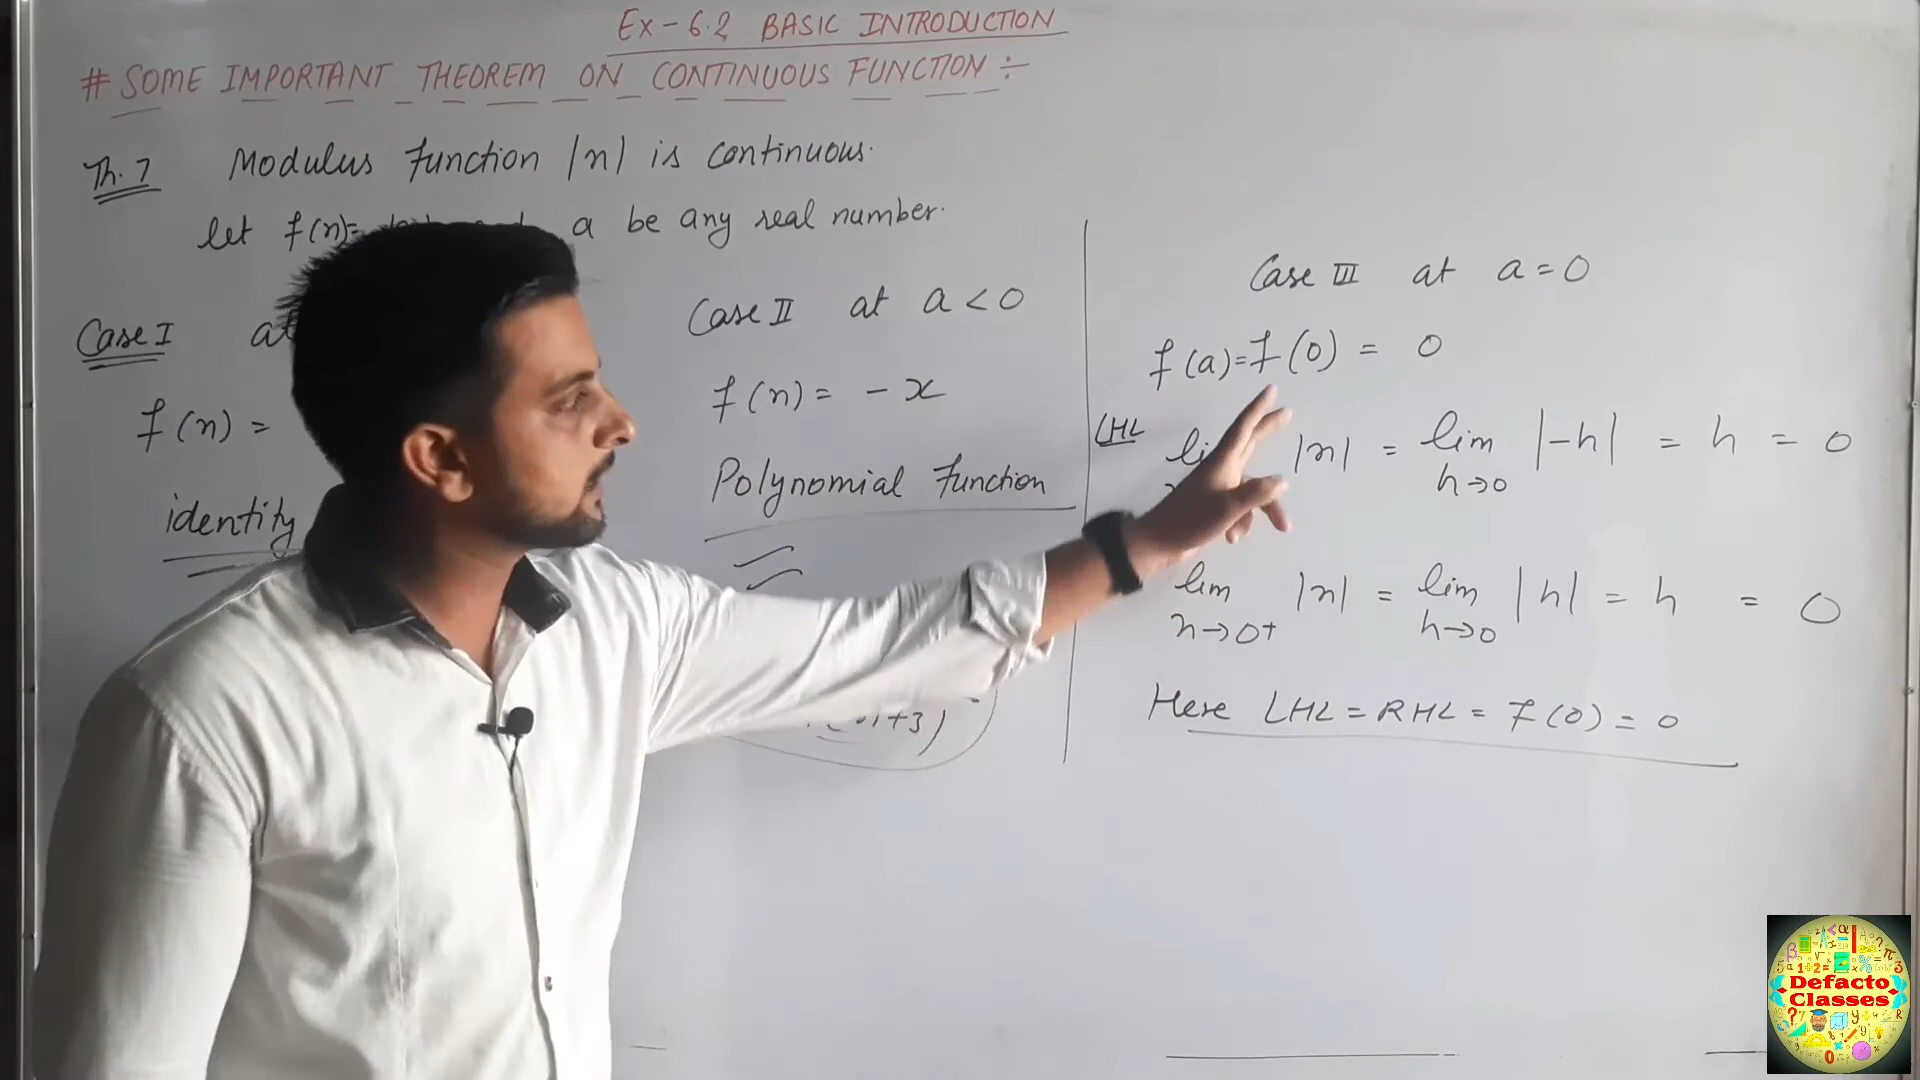 Ex-6.2 BASIC INTRODUCTION
# SOME IMPORTANT THEOREM ON CONTINUOUS FUNCTION :-
Th.7 Modulus function |x| is continuous.
let f(x)= a be any real number.
Case I at
f(x) =
identity
Case II at a < 0
f(x) = - x
Polynomial function
+3)
Case III at a = 0
f(a)=f(0) = 0
LHL |x| = lim h→0 |-h| = h = 0
lim x→0+ |x| = lim h→0 |h| = h = 0
Here LHL = RHL = f(0) = 0
Defacto
Classes